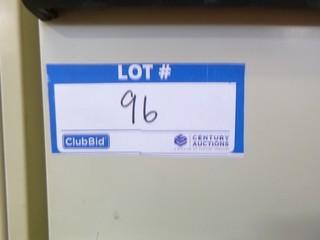 LOT #
96
ClubBid
CENTURY
AUCTIONS